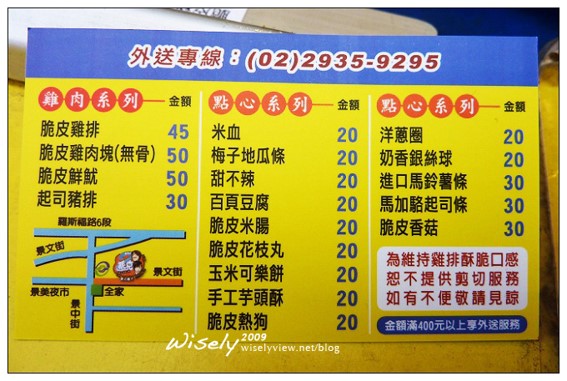 外送專線：(02)2935-9295
雞肉系列 金額
脆皮雞排 45
脆皮雞肉塊(無骨) 50
脆皮鮮魷 50
起司豬排 30
羅斯福路6段
景文街
景文街
景美夜市
全家
景中街
點心系列 金額
米血 20
梅子地瓜條 20
甜不辣 20
百頁豆腐 20
脆皮米腸 20
脆皮花枝丸 20
玉米可樂餅 20
手工芋頭酥 20
脆皮熱狗 20
點心系列 金額
洋蔥圈 20
奶香銀絲球 20
進口馬鈴薯條 30
馬加駱起司條 30
脆皮香菇 30
為維持雞排酥脆口感
恕不提供剪切服務
如有不便敬請見諒
金額滿400元以上享外送服務
Wisely 2009
wiselyview.net/blog